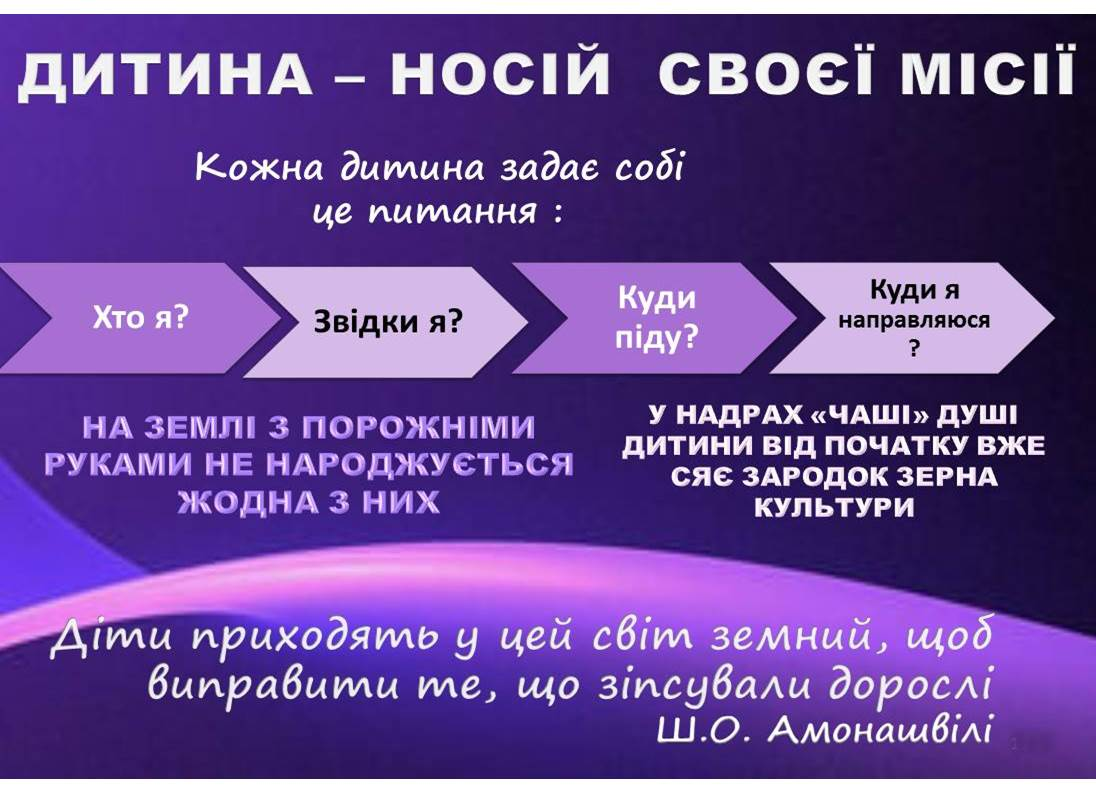 ДИТИНА – НОСІЙ СВОЄЇ МІСІЇ
Кожна дитина задає собі
це питання :
Хто я?
Звідки я?
Куди
піду?
Куди я
направляюся
?
НА ЗЕМЛІ З ПОРОЖНІМИ
РУКАМИ НЕ НАРОДЖУЄТЬСЯ
ЖОДНА З НИХ
У НАДРАХ «ЧАШІ» ДУШІ
ДИТИНИ ВІД ПОЧАТКУ ВЖЕ
СЯЄ ЗАРОДОК ЗЕРНА
КУЛЬТУРИ
Діти приходять у цей світ земний, щоб
виправити те, що зіпсували дорослі
Ш.О. Амонашвілі